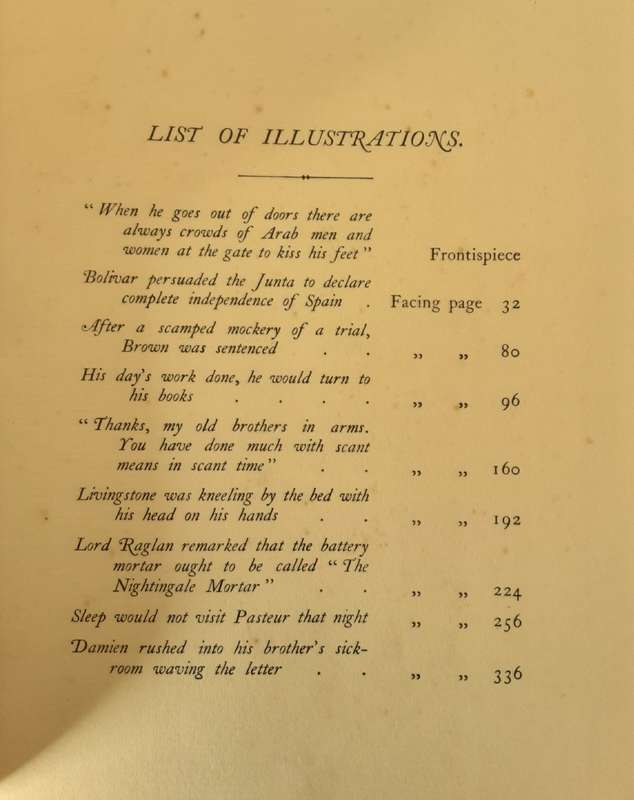 LIST OF ILLUSTRATIONS.
“ When he goes out of doors there are
always crowds of Arab men and
women at the gate to kiss his feet ” Frontispiece
Bolivar persuaded the Junta to declare
complete independence of Spain . Facing page 32
After a scamped mockery of a trial,
Brown was sentenced . . ,, ,, 80
His day's work done, he would turn to
his books . . . . ,, ,, 96
“ Thanks, my old brothers in arms.
You have done much with scant
means in scant time ” . . ,, ,, 160
Livingstone was kneeling by the bed with
his head on his hands . . ,, ,, 192
Lord Raglan remarked that the battery
mortar ought to be called “ The
Nightingale Mortar ” . . ,, ,, 224
Sleep would not visit Pasteur that night ,, ,, 256
Damien rushed into his brother's sick-
room waving the letter . . ,, ,, 336